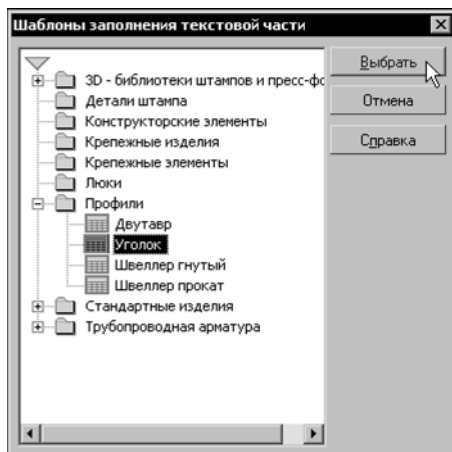 Шаблоны заполнения текстовой части
Выбрать
Отмена
Справка
3D - библиотеки штампов и пресс-фо
Детали штампа
Конструкторские элементы
Крепежные изделия
Крепежные элементы
Люки
Профили
Двутавр
Уголок
Швеллер гнутый
Швеллер прокат
Стандартные изделия
Трубопроводная арматура